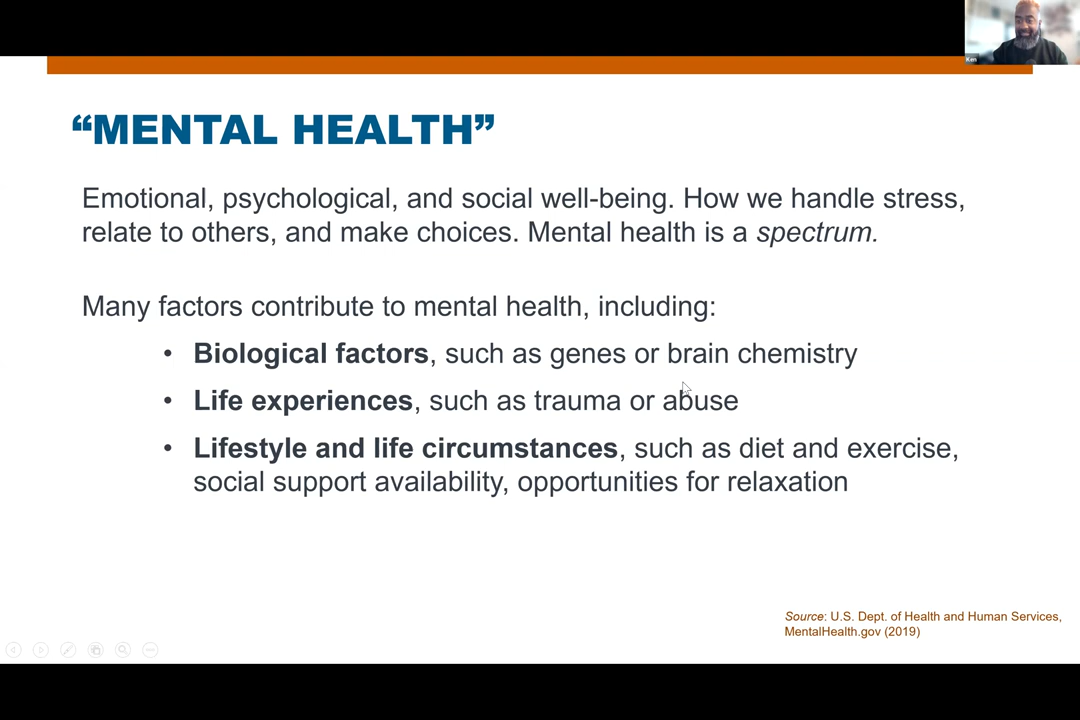 Ken
“MENTAL HEALTH”
Emotional, psychological, and social well-being. How we handle stress,
relate to others, and make choices. Mental health is a spectrum.
Many factors contribute to mental health, including:
• Biological factors, such as genes or brain chemistry
• Life experiences, such as trauma or abuse
• Lifestyle and life circumstances, such as diet and exercise,
social support availability, opportunities for relaxation
Source: U.S. Dept. of Health and Human Services,
MentalHealth.gov (2019)